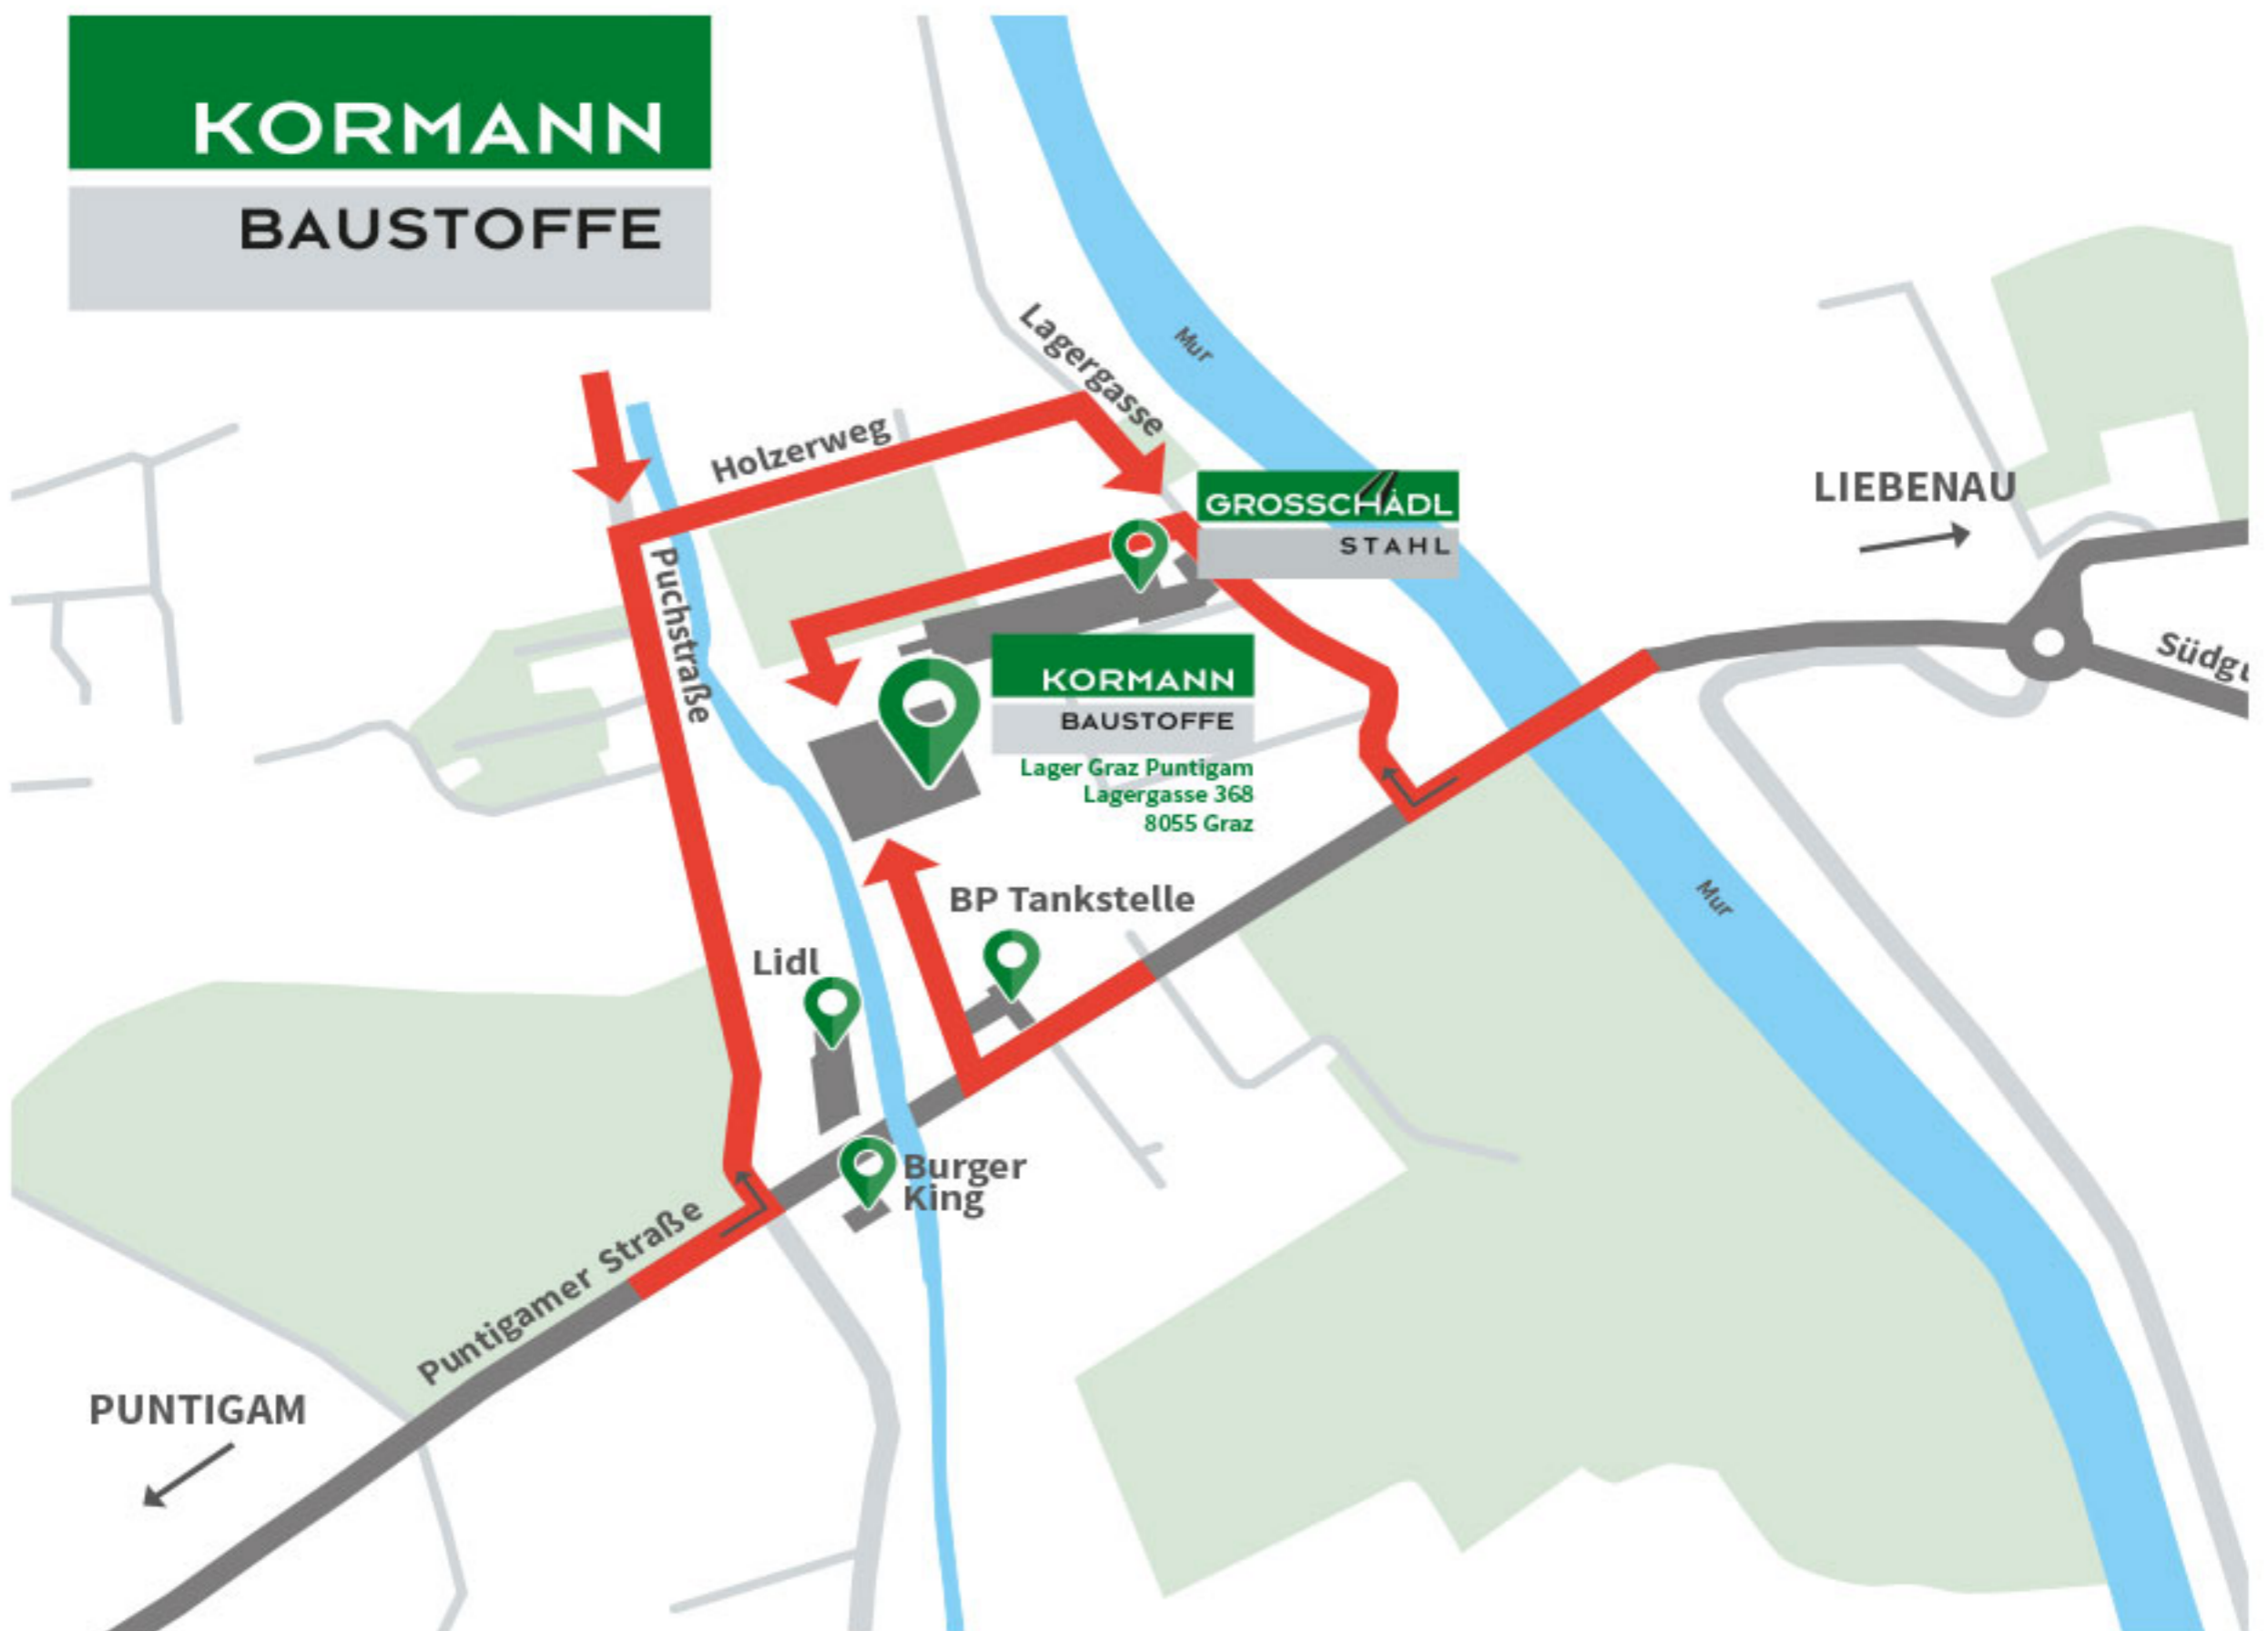 KORMANN
BAUSTOFFE
Lagergasse
Mur
Holzerweg
GROSSCHÄDL
STAHL
LIEBENAU
Puchstraße
KORMANN
BAUSTOFFE
Lager Graz Puntigam
Lagergasse 368
8055 Graz
BP Tankstelle
Mur
Lidl
Burger
King
Puntigamer Straße
PUNTIGAM